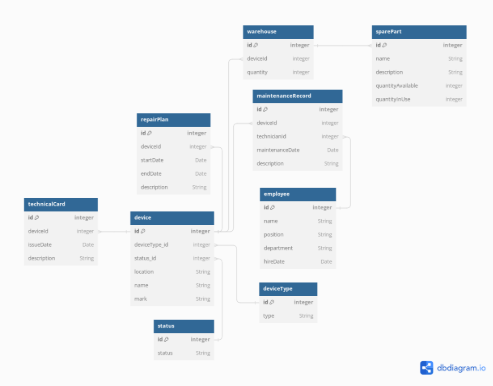 warehouse
id integer
deviceId integer
quantity integer
sparePart
id integer
name String
description String
quantityAvailable integer
quantityInUse integer
maintenanceRecord
id integer
deviceId integer
technicianId integer
maintenanceDate Date
description String
repairPlan
id integer
deviceId integer
startDate Date
endDate Date
description String
employee
id integer
name String
position String
department String
hireDate Date
technicalCard
id integer
deviceId integer
issueDate Date
description String
device
id integer
deviceType_id integer
status_id integer
location String
name String
mark String
deviceType
id integer
type String
status
id integer
status String
dbdiagram.io